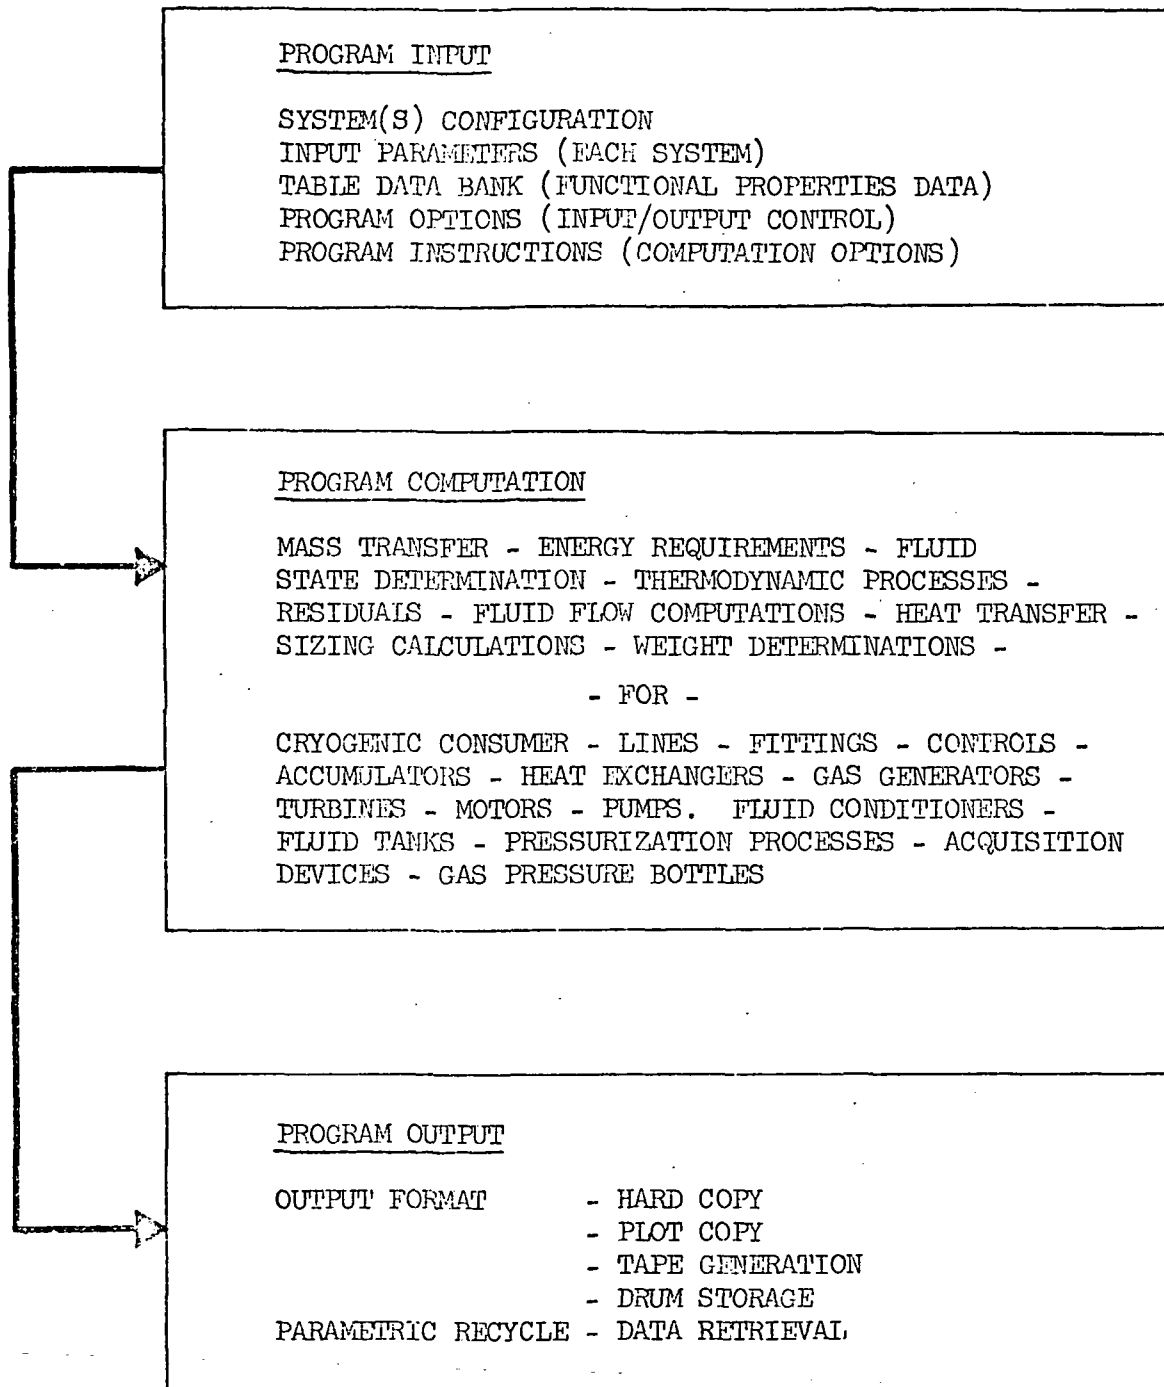 PROGRAM INPUT
SYSTEM(S) CONFIGURATION
INPUT PARAMETERS (EACH SYSTEM)
TABLE DATA BANK (FUNCTIONAL PROPERTIES DATA)
PROGRAM OPTIONS (INPUT/OUTPUT CONTROL)
PROGRAM INSTRUCTIONS (COMPUTATION OPTIONS)
PROGRAM COMPUTATION
MASS TRANSFER - ENERGY REQUIREMENTS - FLUID
STATE DETERMINATION - THERMODYNAMIC PROCESSES -
RESIDUALS - FLUID FLOW COMPUTATIONS - HEAT TRANSFER -
SIZING CALCULATIONS - WEIGHT DETERMINATIONS -
- FOR -
CRYOGENIC CONSUMER - LINES - FITTINGS - CONTROLS -
ACCUMULATORS - HEAT EXCHANGERS - GAS GENERATORS -
TURBINES - MOTORS - PUMPS. FLUID CONDITIONERS -
FLUID TANKS - PRESSURIZATION PROCESSES - ACQUISITION
DEVICES - GAS PRESSURE BOTTLES
PROGRAM OUTPUT
OUTPUT FORMAT - HARD COPY
- PLOT COPY
- TAPE GENERATION
- DRUM STORAGE
PARAMETRIC RECYCLE - DATA RETRIEVAL